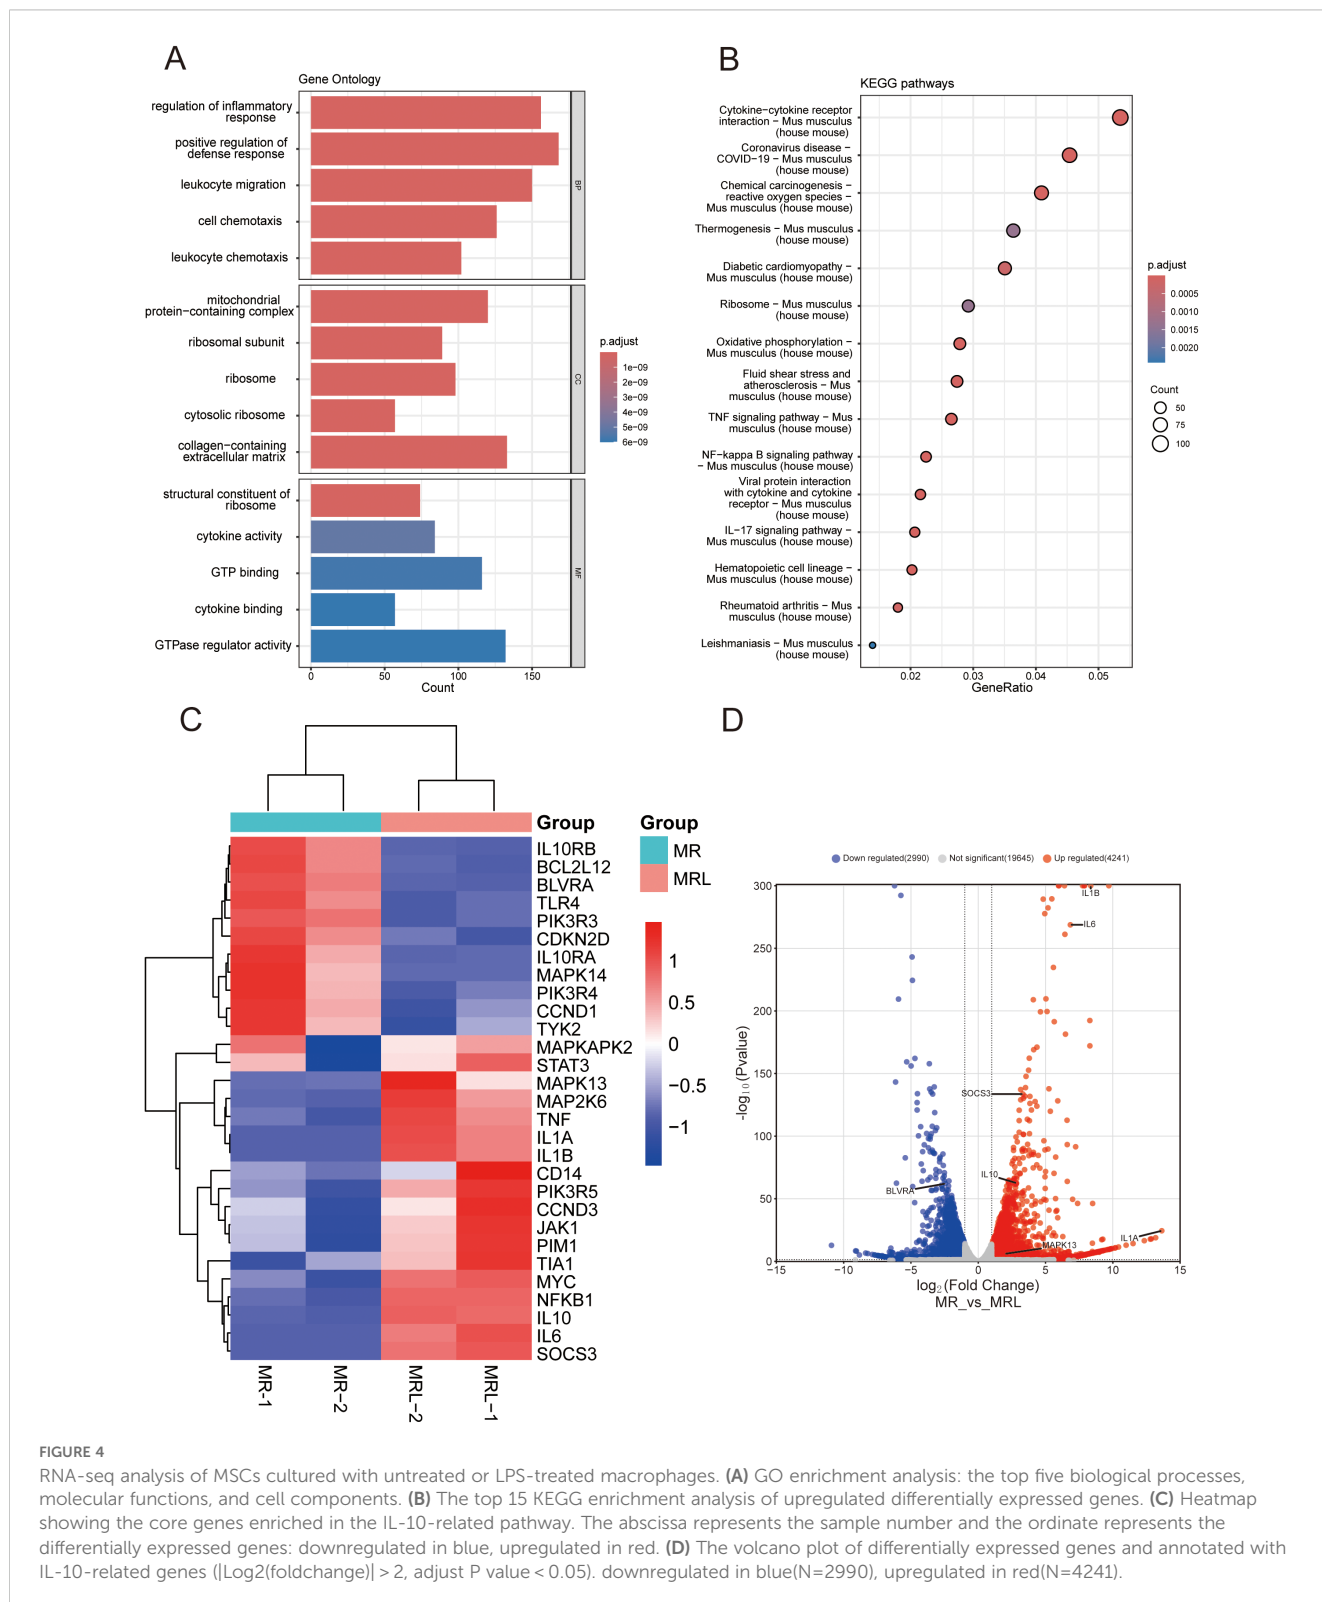 A
Gene Ontology
regulation of inflammatory
response
positive regulation of
defense response
leukocyte migration
cell chemotaxis
leukocyte chemotaxis
mitochondrial
protein−containing complex
ribosomal subunit
ribosome
cytosolic ribosome
collagen−containing
extracellular matrix
structural constituent of
ribosome
cytokine activity
GTP binding
cytokine binding
GTPase regulator activity
BP
CC
MF
0
50
100
150
Count
p.adjust
1e−09
2e−09
3e−09
4e−09
5e−09
6e−09
B
KEGG pathways
Cytokine−cytokine receptor
interaction − Mus musculus
(house mouse)
Coronavirus disease −
COVID−19 − Mus musculus
(house mouse)
Chemical carcinogenesis −
reactive oxygen species −
Mus musculus (house mouse)
Thermogenesis − Mus musculus
(house mouse)
Diabetic cardiomyopathy −
Mus musculus (house mouse)
Ribosome − Mus musculus
(house mouse)
Oxidative phosphorylation −
Mus musculus (house mouse)
Fluid shear stress and
atherosclerosis − Mus
musculus (house mouse)
TNF signaling pathway − Mus
musculus (house mouse)
NF−kappa B signaling pathway
− Mus musculus (house mouse)
Viral protein interaction
with cytokine and cytokine
receptor − Mus musculus
(house mouse)
IL−17 signaling pathway −
Mus musculus (house mouse)
Hematopoietic cell lineage −
Mus musculus (house mouse)
Rheumatoid arthritis − Mus
musculus (house mouse)
Leishmaniasis − Mus musculus
(house mouse)
0.02
0.03
0.04
0.05
GeneRatio
p.adjust
0.0005
0.0010
0.0015
0.0020
Count
50
75
100
C
Group
IL10RB
BCL2L12
BLVRA
TLR4
PIK3R3
CDKN2D
IL10RA
MAPK14
PIK3R4
CCND1
TYK2
MAPKAPK2
STAT3
MAPK13
MAP2K6
TNF
IL1A
IL1B
CD14
PIK3R5
CCND3
JAK1
PIM1
TIA1
MYC
NFKB1
IL10
IL6
SOCS3
MR-1
MR−2
MRL−2
MRL−1
Group
MR
MRL
1
0.5
0
−0.5
−1
D
Down regulated(2990)
Not significant(19645)
Up regulated(4241)
300
250
200
150
100
50
0
-log10(Pvalue)
IL1B
IL6
SOCS3
IL10
BLVRA
MAPK13
IL1A
−15
−10
−5
0
5
10
15
log2(Fold Change)
MR_vs_MRL
FIGURE 4
RNA-seq analysis of MSCs cultured with untreated or LPS-treated macrophages. (A) GO enrichment analysis: the top five biological processes,
molecular functions, and cell components. (B) The top 15 KEGG enrichment analysis of upregulated differentially expressed genes. (C) Heatmap
showing the core genes enriched in the IL-10-related pathway. The abscissa represents the sample number and the ordinate represents the
differentially expressed genes: downregulated in blue, upregulated in red. (D) The volcano plot of differentially expressed genes and annotated with
IL-10-related genes (|Log2(foldchange)| > 2, adjust P value < 0.05). downregulated in blue(N=2990), upregulated in red(N=4241).